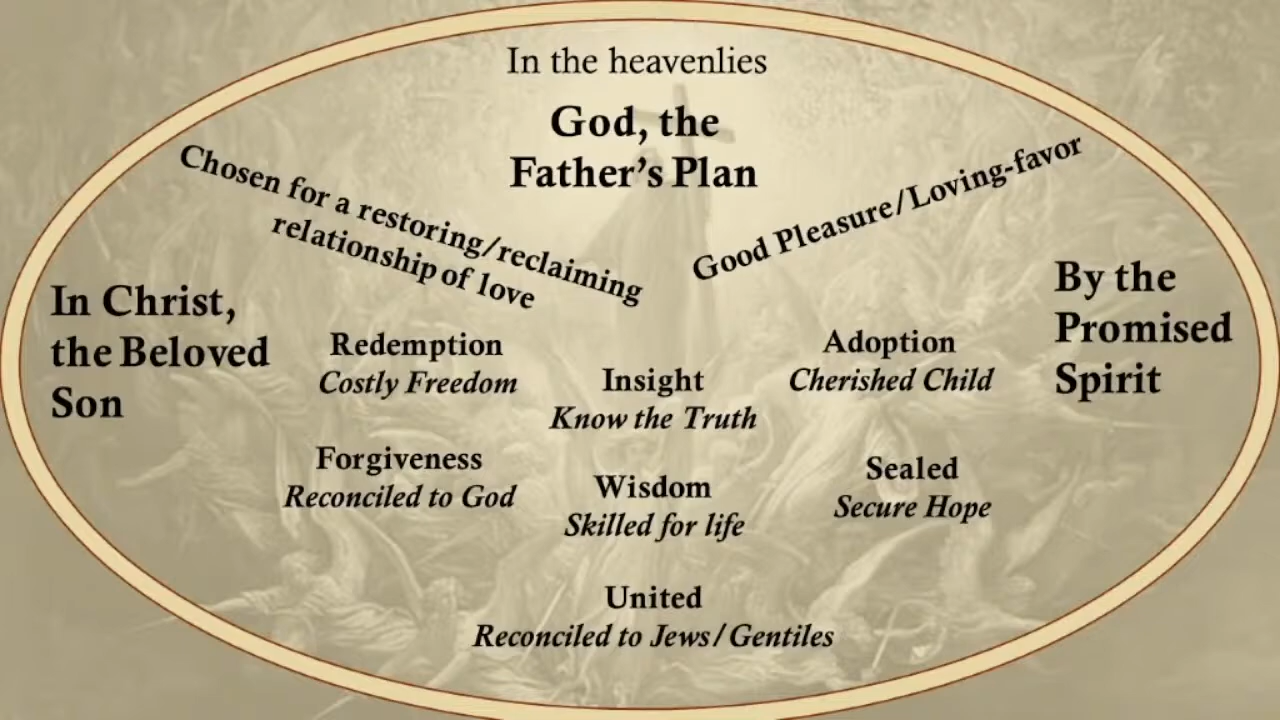 In the heavenlies
God, the
Father’s Plan
Chosen for a restoring/reclaiming
relationship of love
Good Pleasure/Loving-favor
In Christ,
the Beloved
Son
By the
Promised
Spirit
Redemption
Costly Freedom
Insight
Know the Truth
Adoption
Cherished Child
Forgiveness
Reconciled to God
Wisdom
Skilled for life
Sealed
Secure Hope
United
Reconciled to Jews/Gentiles